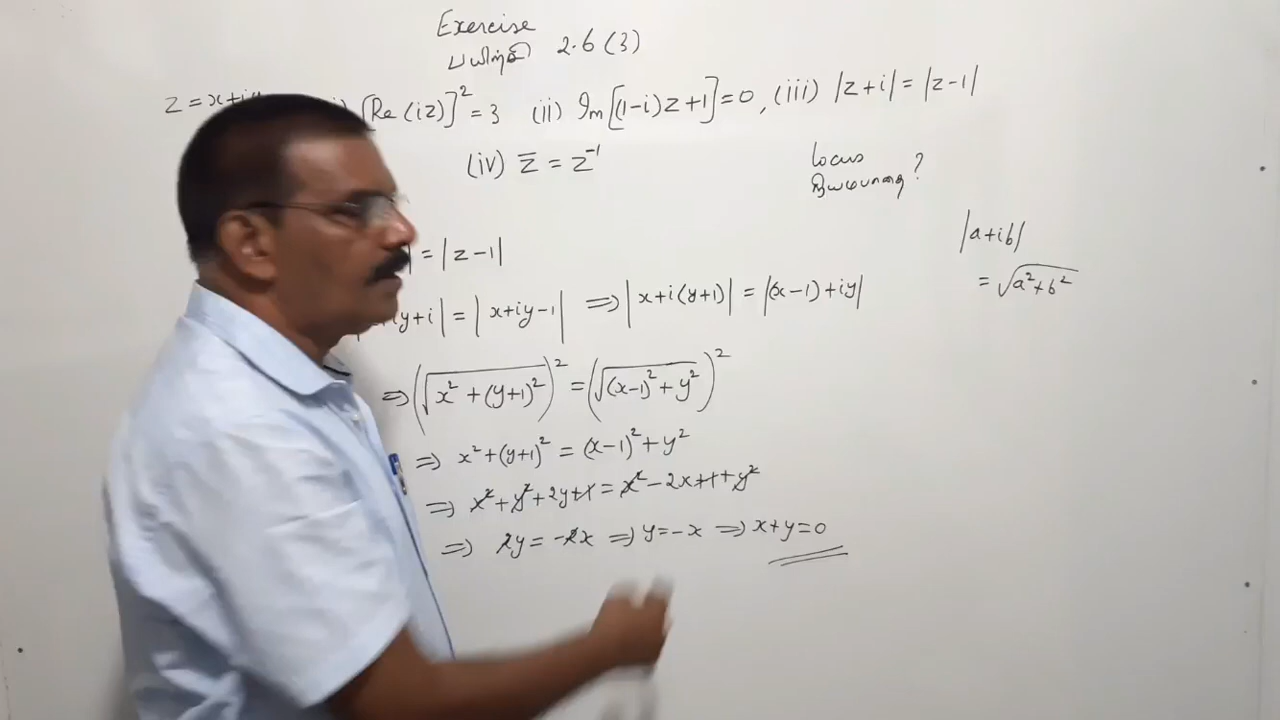 Exercise
பயிற்சி 2.6 (3)
z = x+iy [Re (iz)]² = 3 (ii) Im[(1-i)z+1] = 0, (iii) |z+i| = |z-1|
(iv) z̅ = z⁻¹
locus
நியமப்பாதை ?
|a+ib|
= √(a²+b²)
| = |z-1|
iy+i| = |x+iy-1| ⇒ |x+i(y+1)| = |(x-1)+iy|
⇒ (√(x²+(y+1)²))² = (√((x-1)²+y²))²
⇒ x²+(y+1)² = (x-1)²+y²
⇒ x²+y²+2y+1 = x²-2x+1+y²
⇒ 2y = -2x ⇒ y=-x ⇒ x+y=0